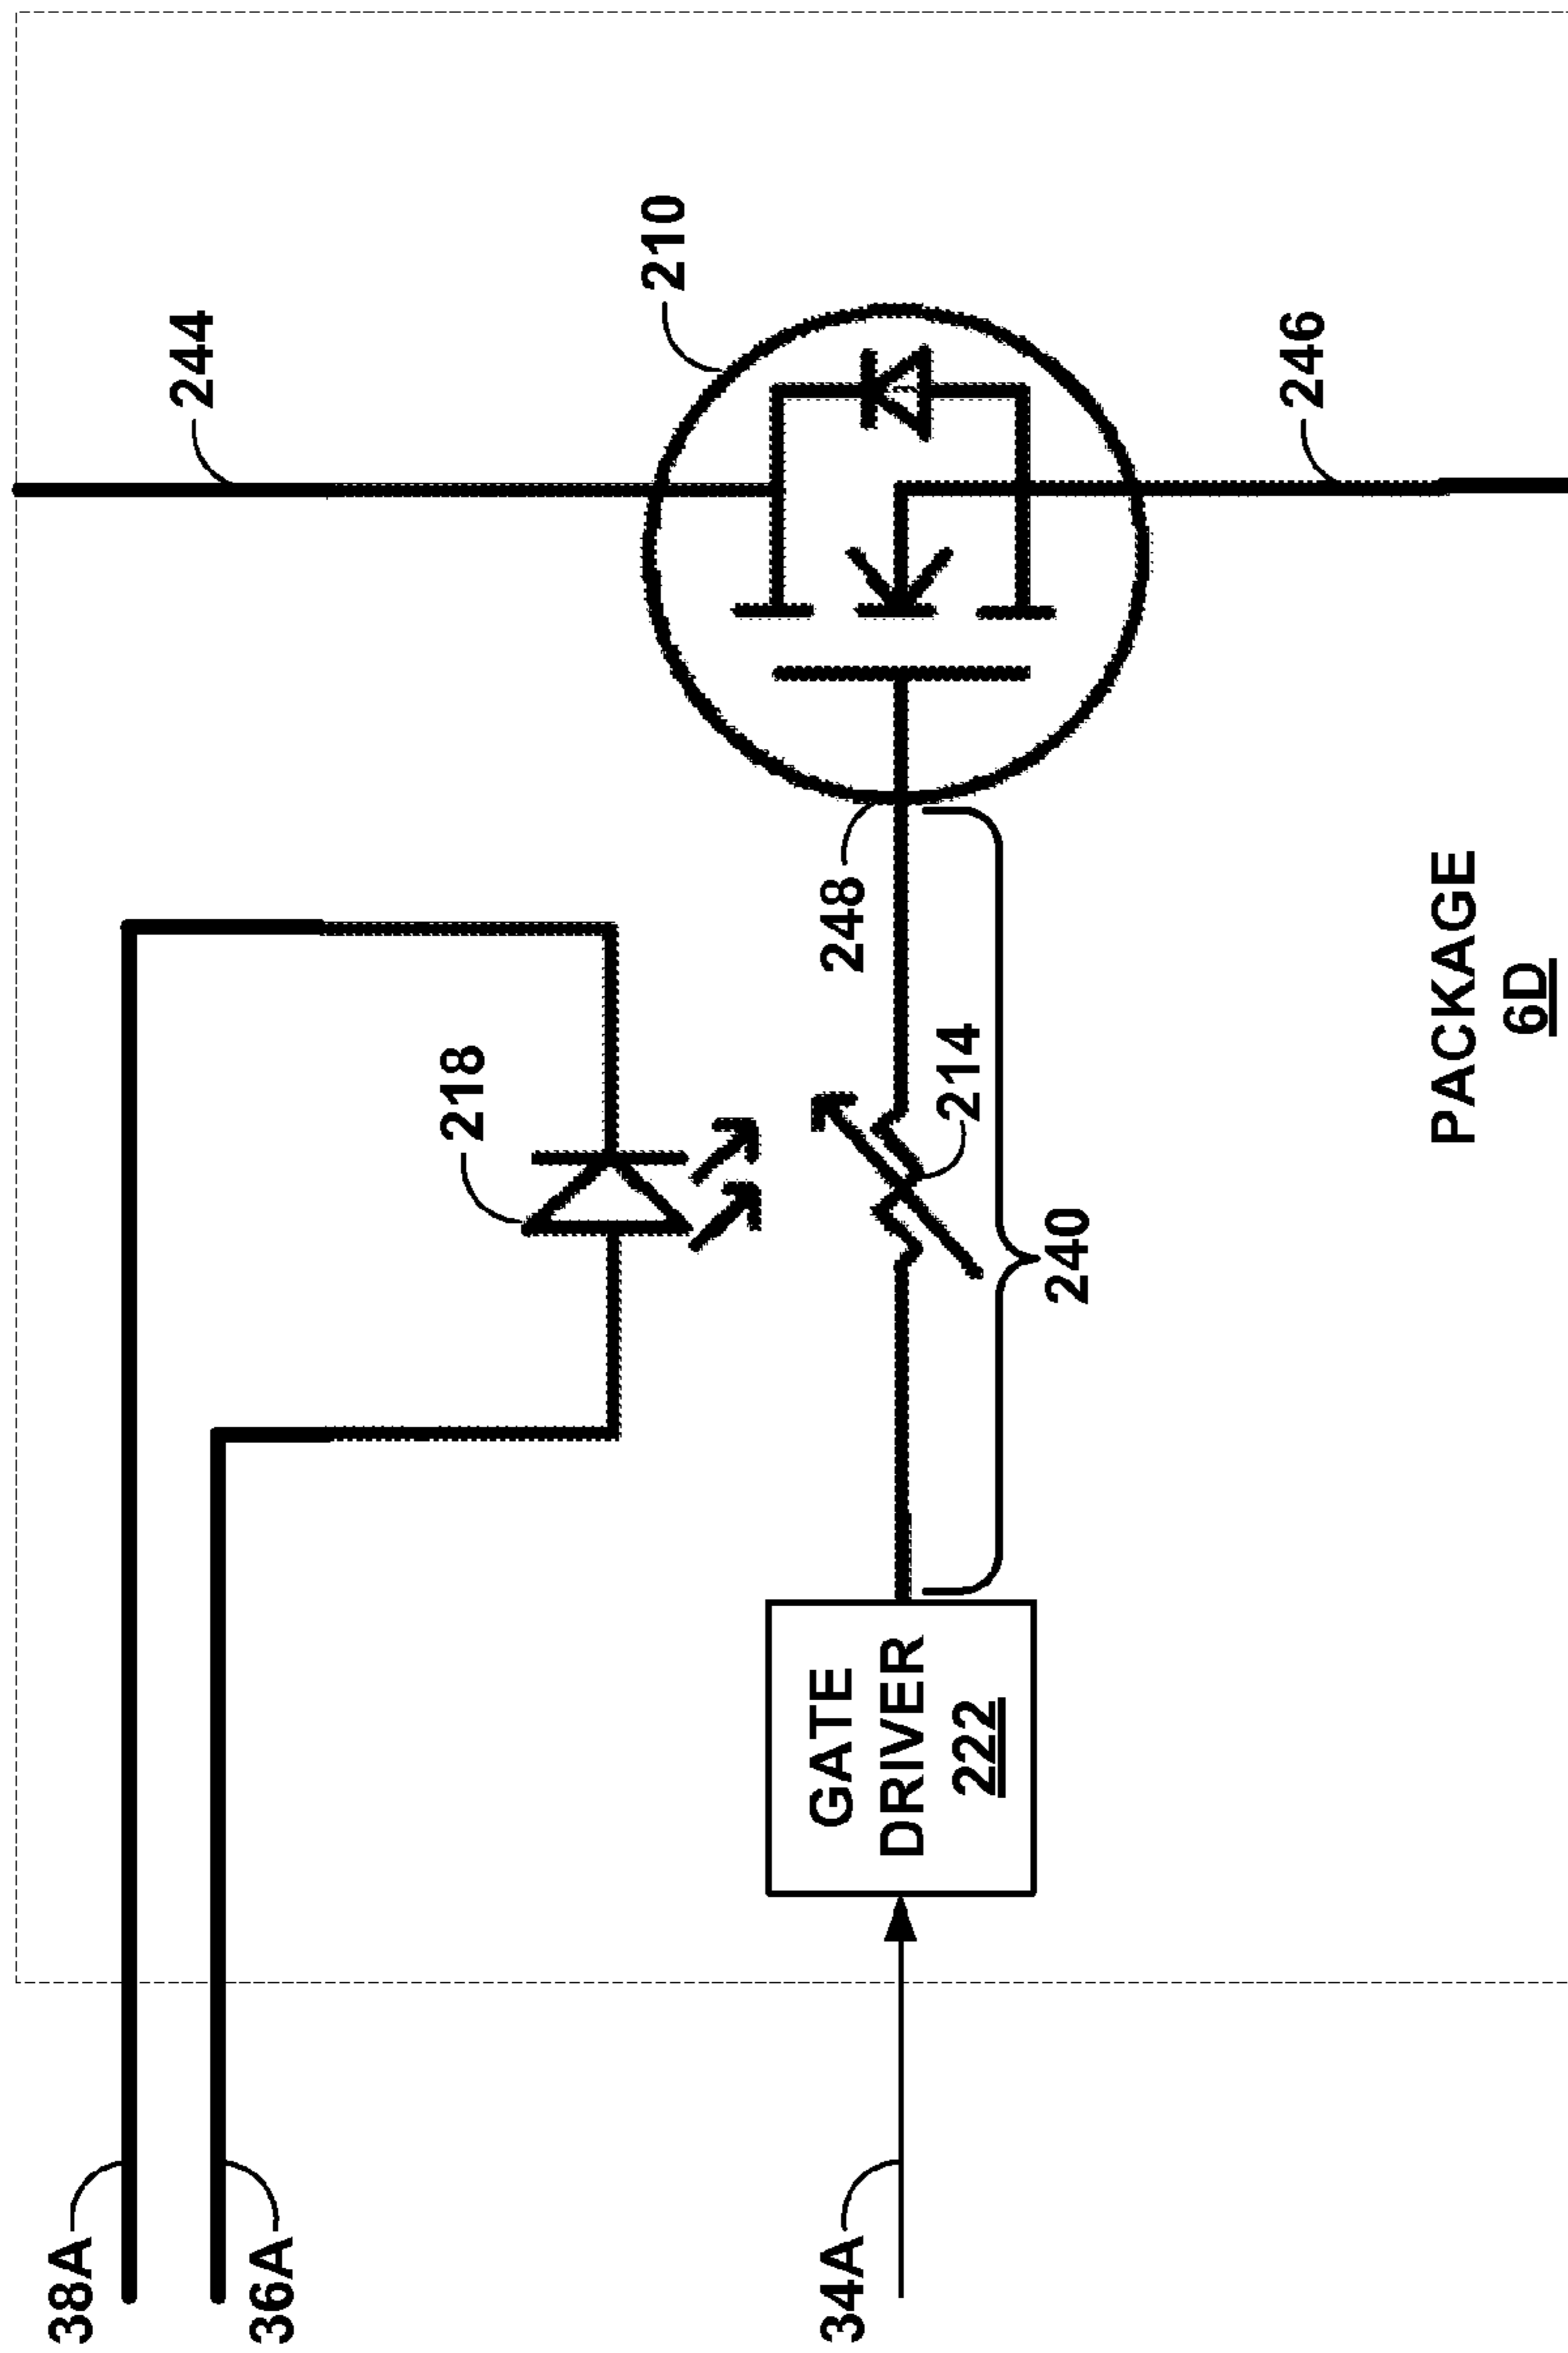 38A
36A
34A
GATE
DRIVER
222
218
214
240
248
210
244
246
PACKAGE
6D